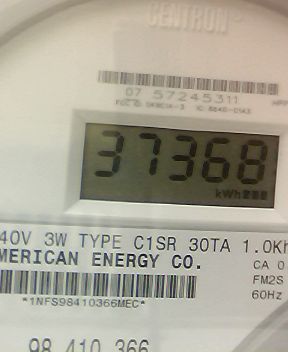 CENTRON
07 57245311
37368
kWh
40V 3W TYPE C1SR 30TA 1.0Kh
MERICAN ENERGY CO.
CA 0
FM2S
60Hz
*1NFS98410366MEC*
98 410 366